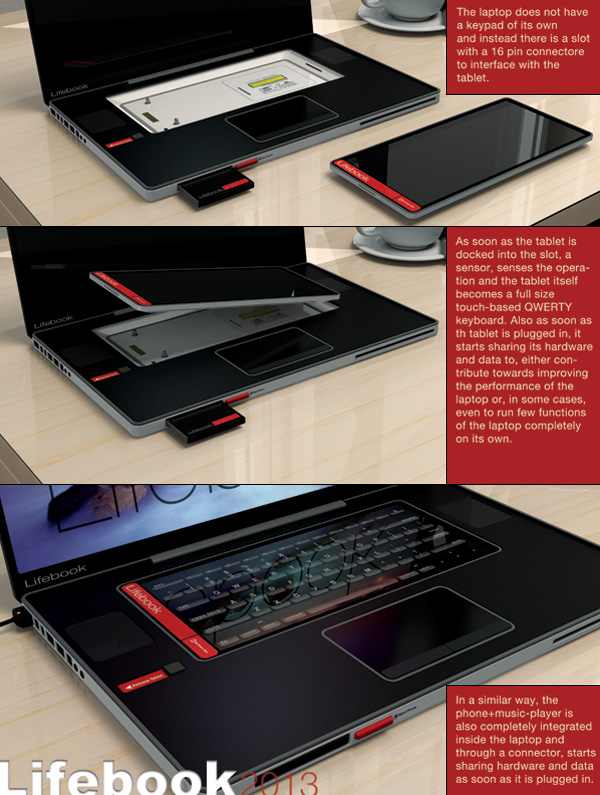 The laptop does not have
a keypad of its own
and instead there is a slot
with a 16 pin connectore
to interface with the
tablet.
Lifebook
Lifebook
Lifebook
As soon as the tablet is
docked into the slot, a
sensor, senses the opera-
tion and the tablet itself
becomes a full size
touch-based QWERTY
keyboard. Also as soon as
th tablet is plugged in, it
starts sharing its hardware
and data to, either con-
tribute towards improving
the performance of the
laptop or, in some cases,
even to run few functions
of the laptop completely
on its own.
Lifebook
Lifebook
Lifebook
Lifebook
In a similar way, the
phone+music-player is
also completely integrated
inside the laptop and
through a connector, starts
sharing hardware and data
as soon as it is plugged in.
Lifebook 2013